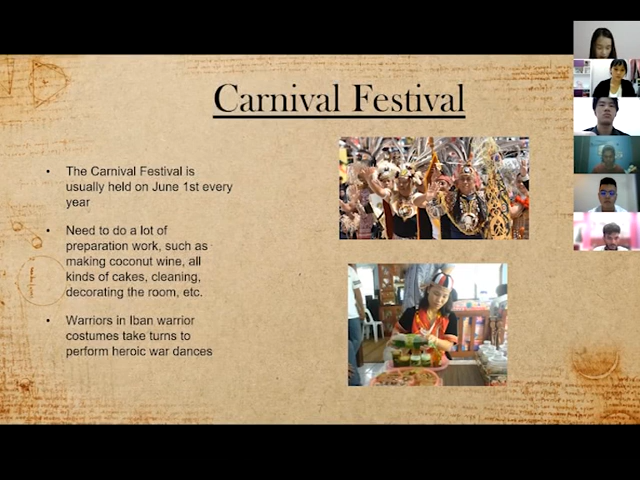 Carnival Festival
• The Carnival Festival is
usually held on June 1st every
year
• Need to do a lot of
preparation work, such as
making coconut wine, all
kinds of cakes, cleaning,
decorating the room, etc.
• Warriors in Iban warrior
costumes take turns to
perform heroic war dances